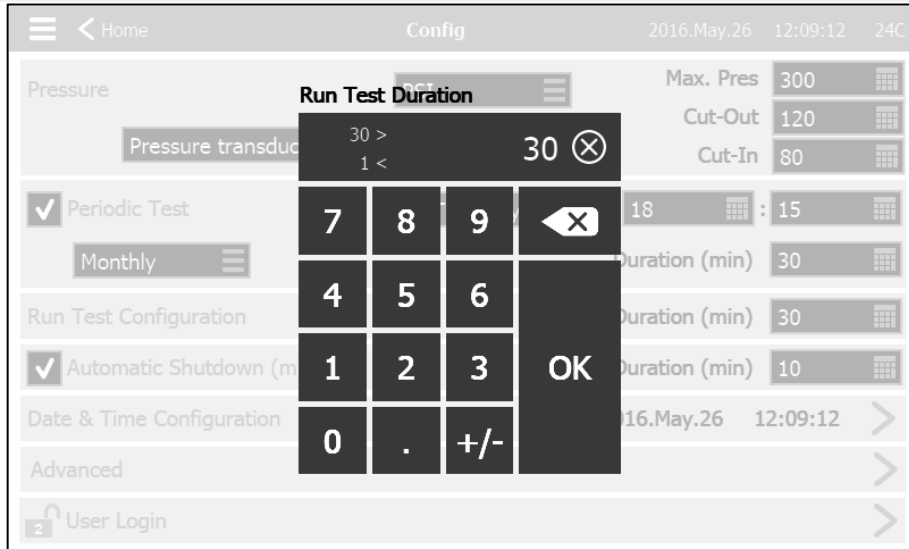 Home Config 2016.May.26 12:09:12 24C
Pressure PSI Max. Pres 300
Cut-Out 120
Pressure transduc Cut-In 80
Run Test Duration
30 >
1 <
30
7 8 9
4 5 6
1 2 3 OK
0 . +/-
Periodic Test 18 : 15
Monthly Duration (min) 30
Run Test Configuration Duration (min) 30
Automatic Shutdown (m Duration (min) 10
Date & Time Configuration 16.May.26 12:09:12
Advanced
2 User Login